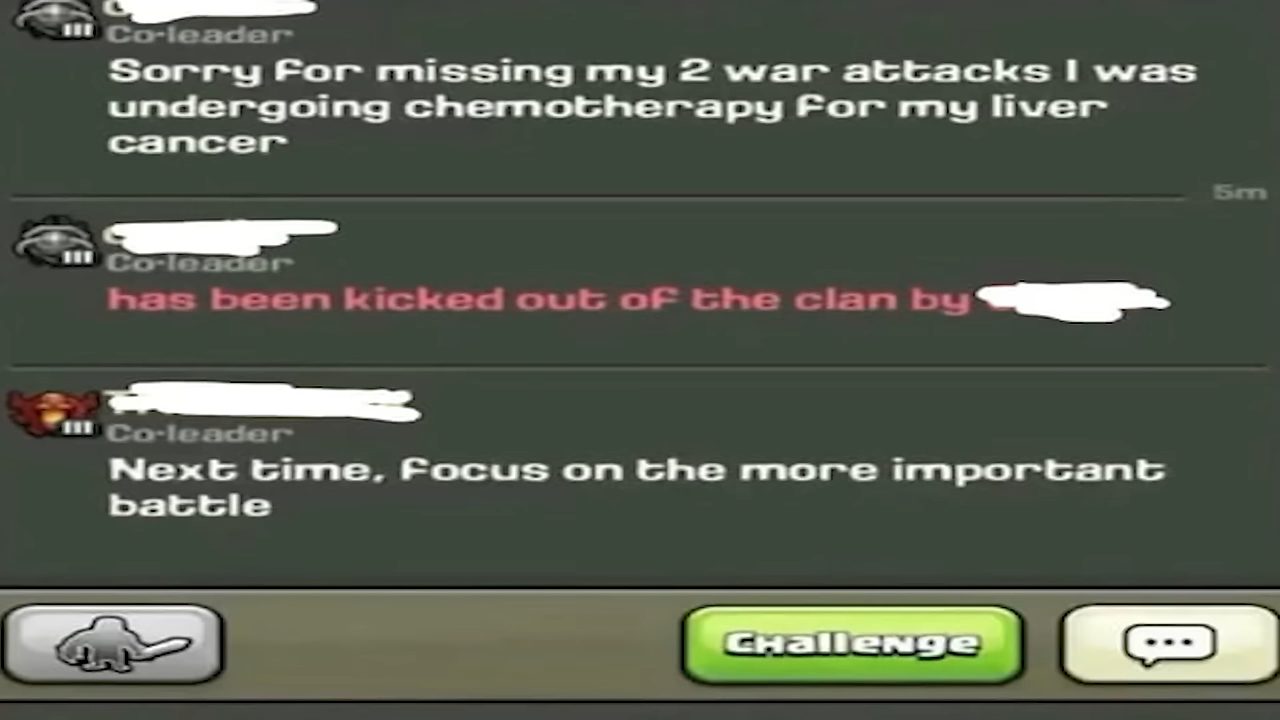 Co-leader
Sorry for missing my 2 war attacks I was
undergoing chemotherapy for my liver
cancer
5m
Co-leader
has been kicked out of the clan by
Co-leader
Next time, focus on the more important
battle
Challenge